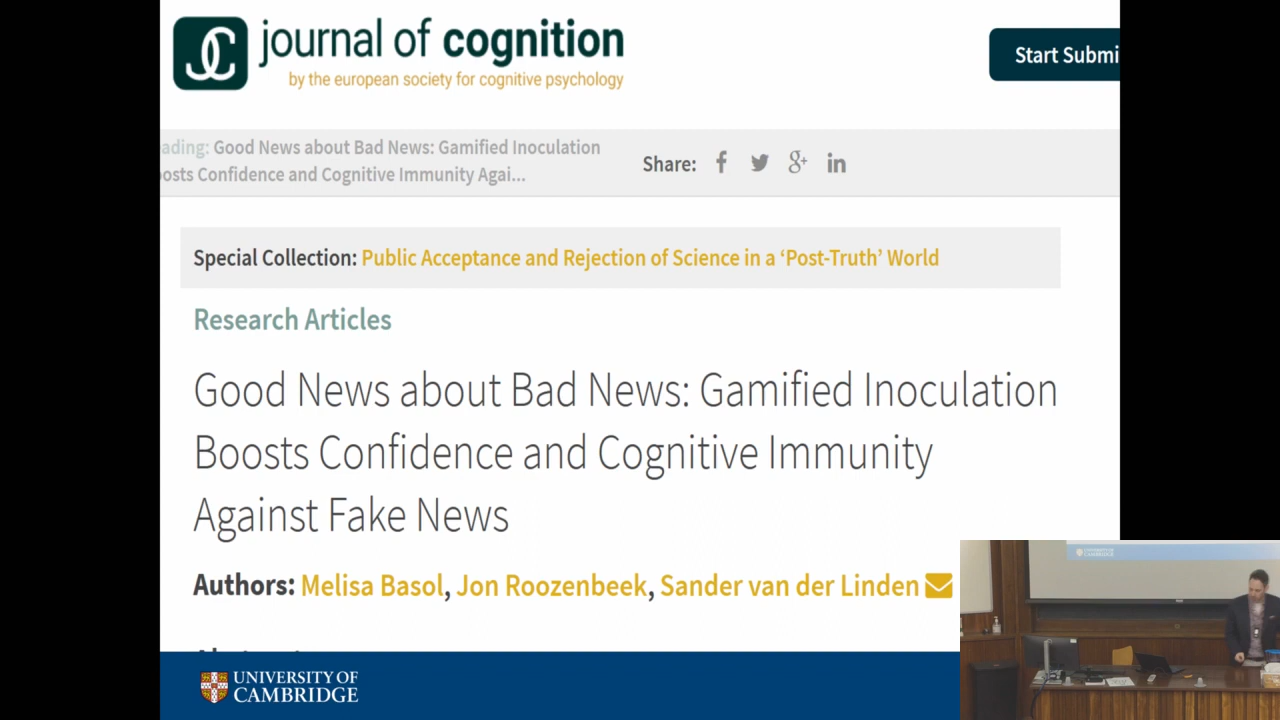 journal of cognition
by the european society for cognitive psychology
Start Submi
ading: Good News about Bad News: Gamified Inoculation
osts Confidence and Cognitive Immunity Agai...
Share:
Special Collection: Public Acceptance and Rejection of Science in a ‘Post-Truth’ World
Research Articles
Good News about Bad News: Gamified Inoculation
Boosts Confidence and Cognitive Immunity
Against Fake News
Authors: Melisa Basol, Jon Roozenbeek, Sander van der Linden
UNIVERSITY OF
CAMBRIDGE
UNIVERSITY OF
CAMBRIDGE